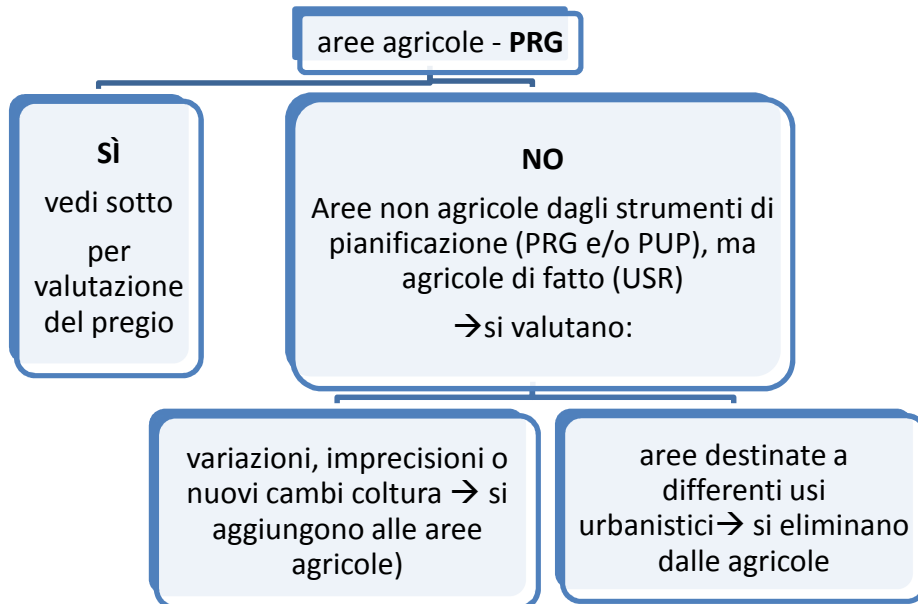 aree agricole - PRG
SÌ
vedi sotto
per
valutazione
del pregio
NO
Aree non agricole dagli strumenti di
pianificazione (PRG e/o PUP), ma
agricole di fatto (USR)
→si valutano:
variazioni, imprecisioni o
nuovi cambi coltura → si
aggiungono alle aree
agricole)
aree destinate a
differenti usi
urbanistici→ si eliminano
dalle agricole